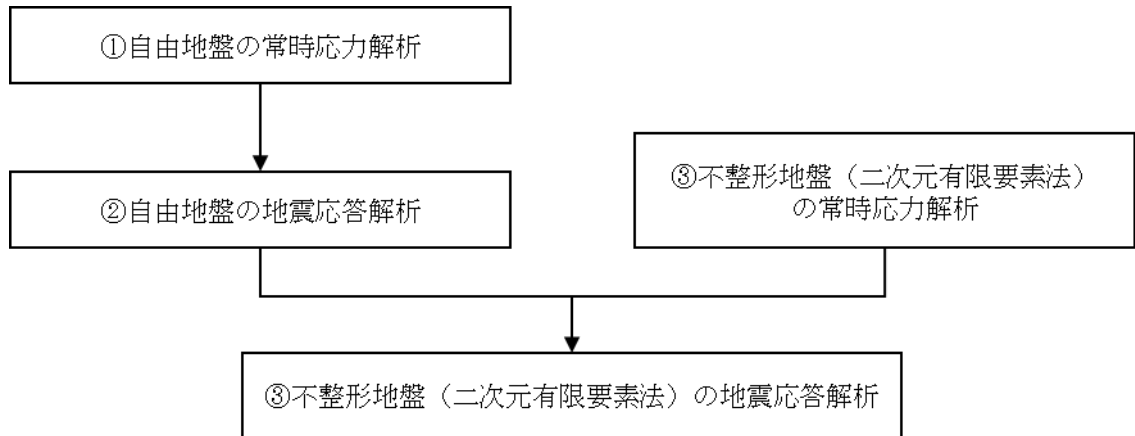 ①自由地盤の常時応力解析
②自由地盤の地震応答解析
③不整形地盤（二次元有限要素法）
の常時応力解析
③不整形地盤（二次元有限要素法）の地震応答解析